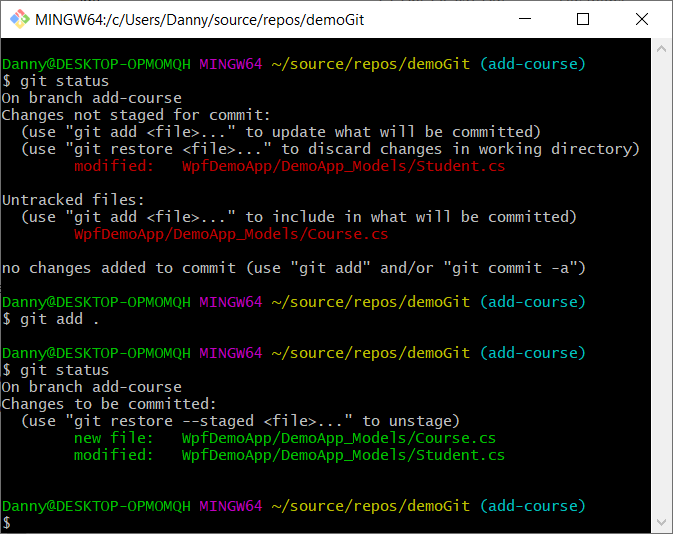 MINGW64:/c/Users/Danny/source/repos/demoGit
Danny@DESKTOP-OPMOMQH MINGW64 ~/source/repos/demoGit (add-course)
$ git status
On branch add-course
Changes not staged for commit:
  (use "git add <file>..." to update what will be committed)
  (use "git restore <file>..." to discard changes in working directory)
        modified:   WpfDemoApp/DemoApp_Models/Student.cs
Untracked files:
  (use "git add <file>..." to include in what will be committed)
        WpfDemoApp/DemoApp_Models/Course.cs
no changes added to commit (use "git add" and/or "git commit -a")
Danny@DESKTOP-OPMOMQH MINGW64 ~/source/repos/demoGit (add-course)
$ git add .
Danny@DESKTOP-OPMOMQH MINGW64 ~/source/repos/demoGit (add-course)
$ git status
On branch add-course
Changes to be committed:
  (use "git restore --staged <file>..." to unstage)
        new file:   WpfDemoApp/DemoApp_Models/Course.cs
        modified:   WpfDemoApp/DemoApp_Models/Student.cs
Danny@DESKTOP-OPMOMQH MINGW64 ~/source/repos/demoGit (add-course)
$